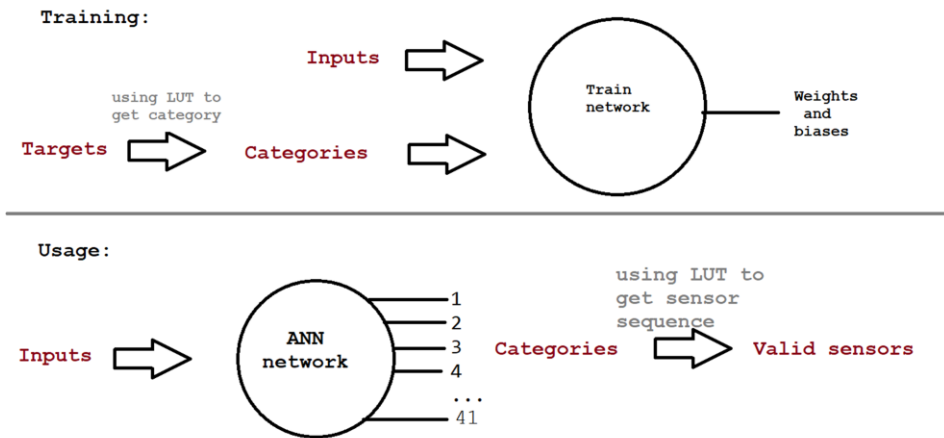 Training:
Inputs
using LUT to
get category
Targets
Categories
Train
network
Weights
and
biases
Usage:
Inputs
ANN
network
1
2
3
4
...
41
Categories
using LUT to
get sensor
sequence
Valid sensors